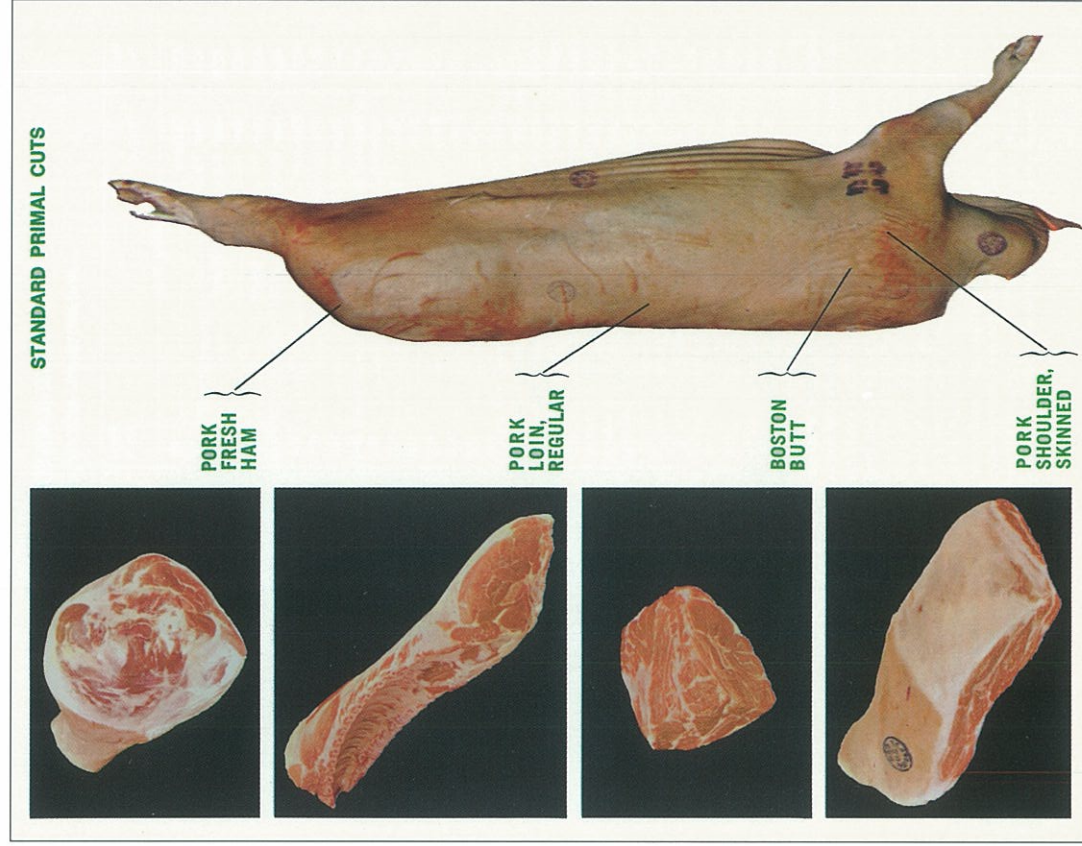 STANDARD PRIMAL CUTS
PORK
FRESH
HAM
PORK
LOIN,
REGULAR
BOSTON
BUTT
PORK
SHOULDER,
SKINNED